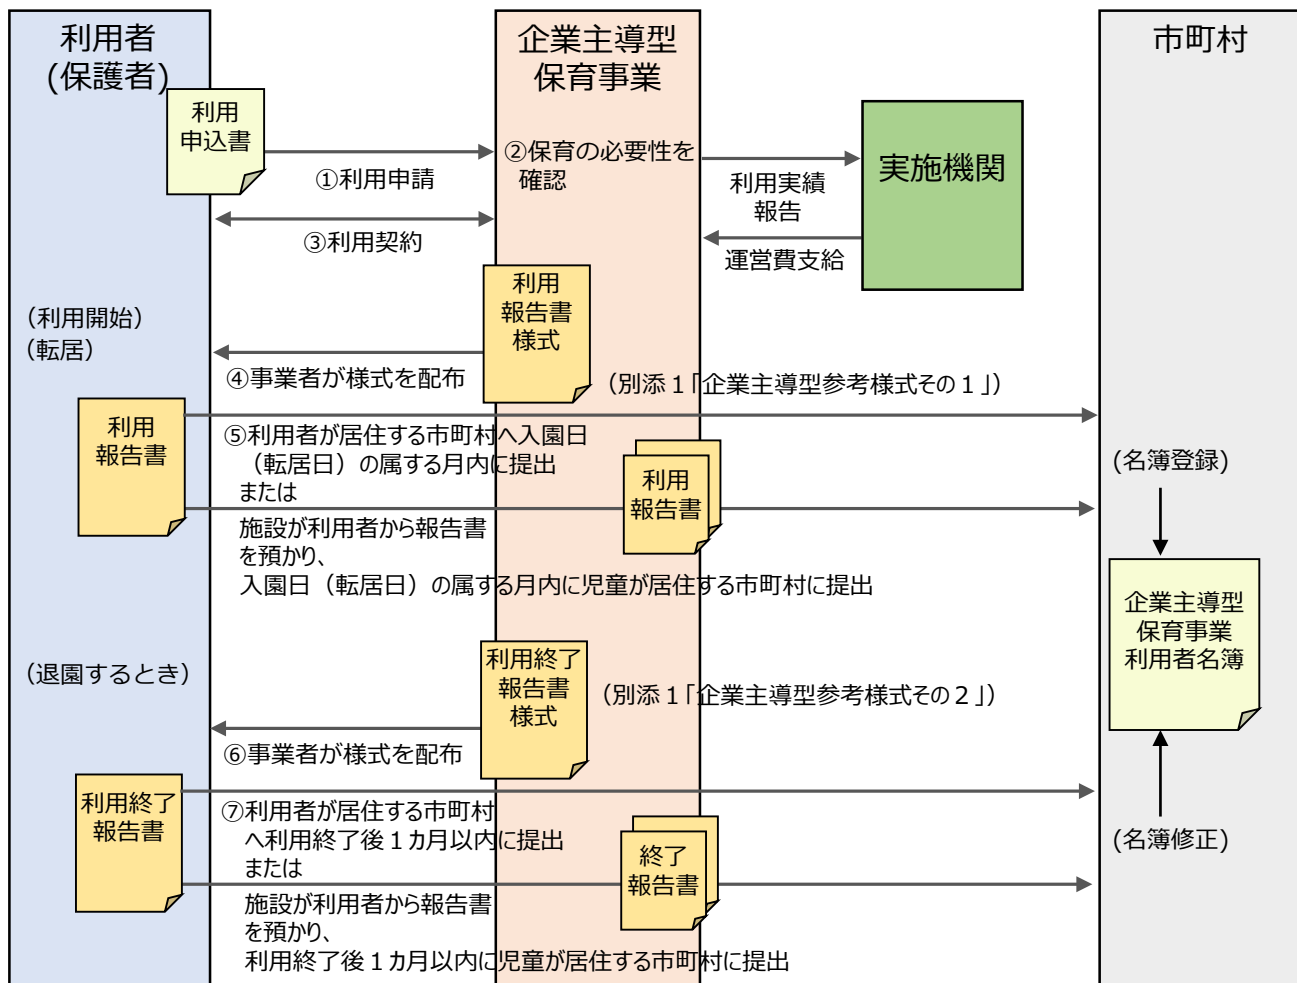 利用者
(保護者)
企業主導型
保育事業
市町村
利用
申込書
①利用申請
②保育の必要性を
確認
利用実績
報告
実施機関
③利用契約
運営費支給
利用
報告書
様式
（利用開始）
（転居）
④事業者が様式を配布
（別添１「企業主導型参考様式その１」）
利用
報告書
⑤利用者が居住する市町村へ入園日
（転居日）の属する月内に提出
または
利用
報告書
施設が利用者から報告書
を預かり、
入園日（転居日）の属する月内に児童が居住する市町村に提出
(名簿登録)
企業主導型
保育事業
利用者名簿
（退園するとき）
利用終了
報告書
様式
（別添１「企業主導型参考様式その２」）
⑥事業者が様式を配布
利用終了
報告書
⑦利用者が居住する市町村
へ利用終了後１カ月以内に提出
または
終了
報告書
(名簿修正)
施設が利用者から報告書
を預かり、
利用終了後１カ月以内に児童が居住する市町村に提出